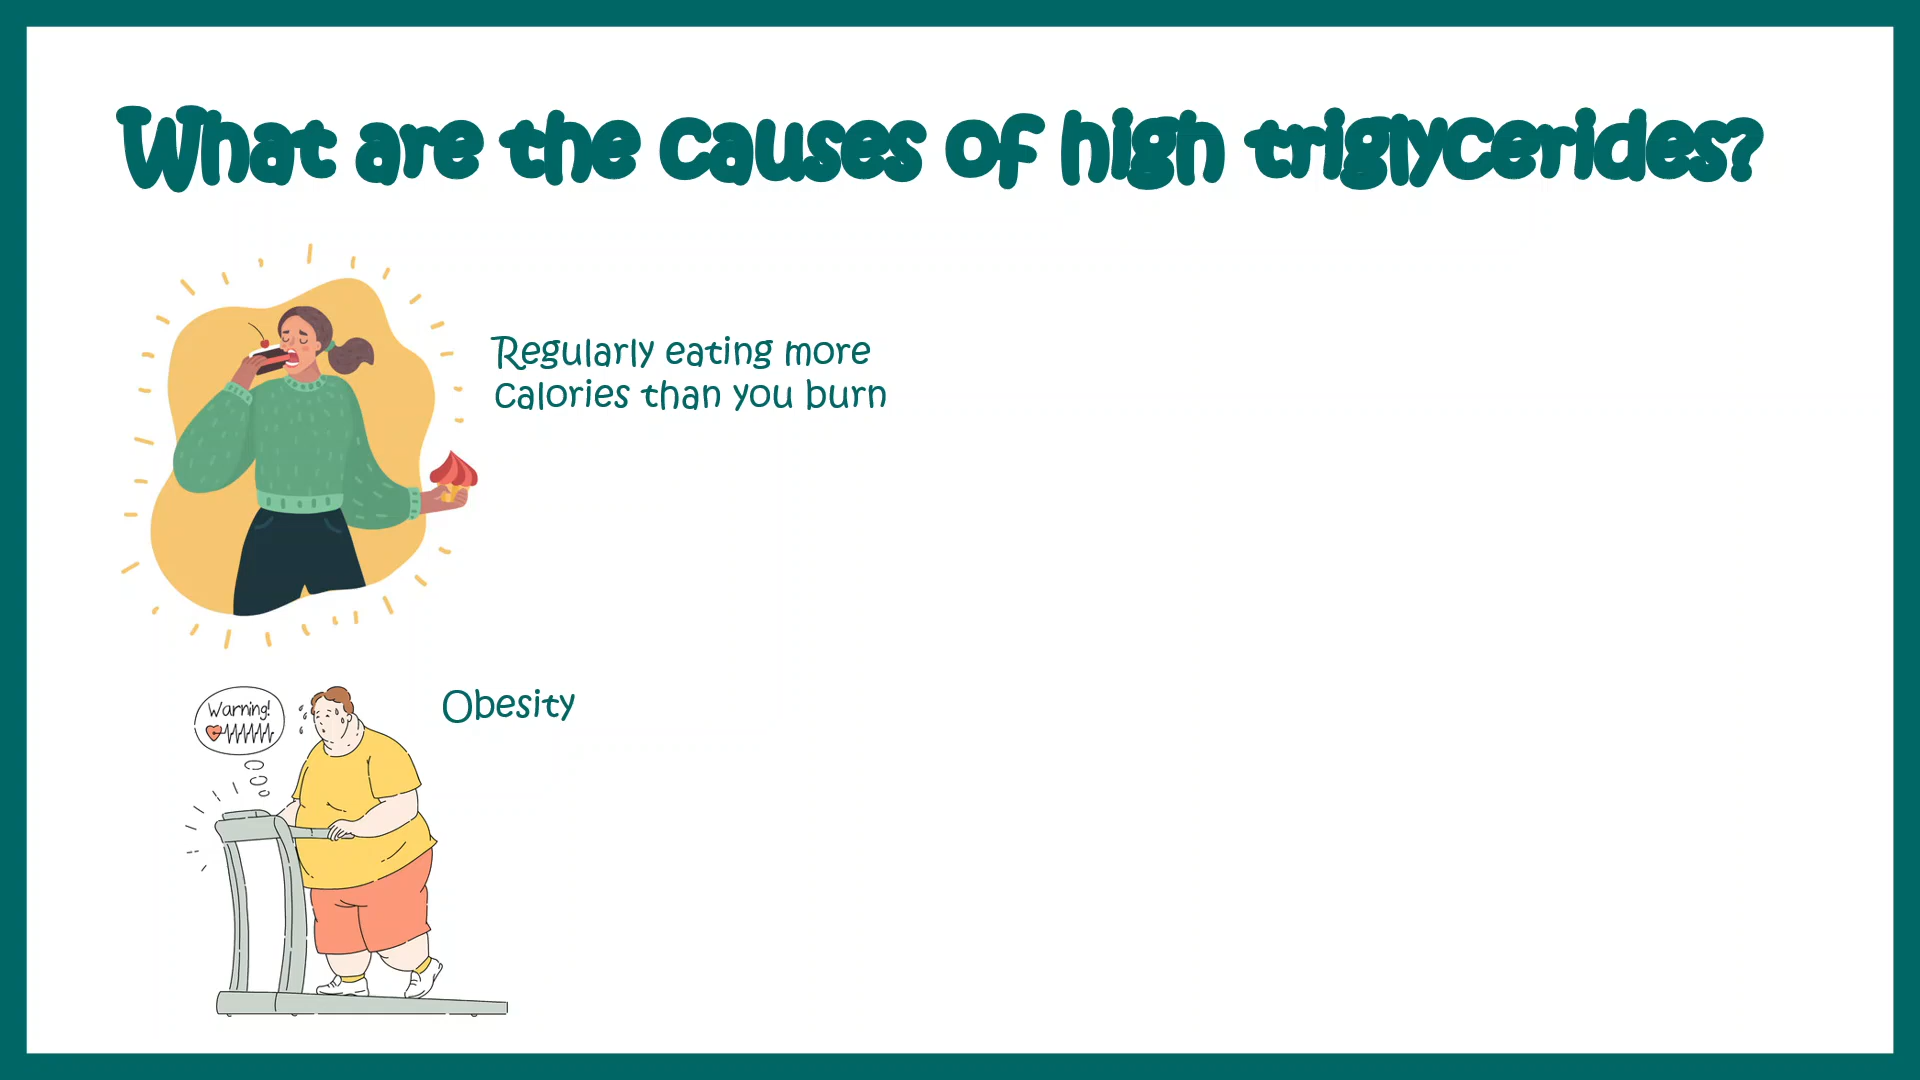 What are the causes of high triglycerides?
Regularly eating more
calories than you burn
Obesity
Warning!